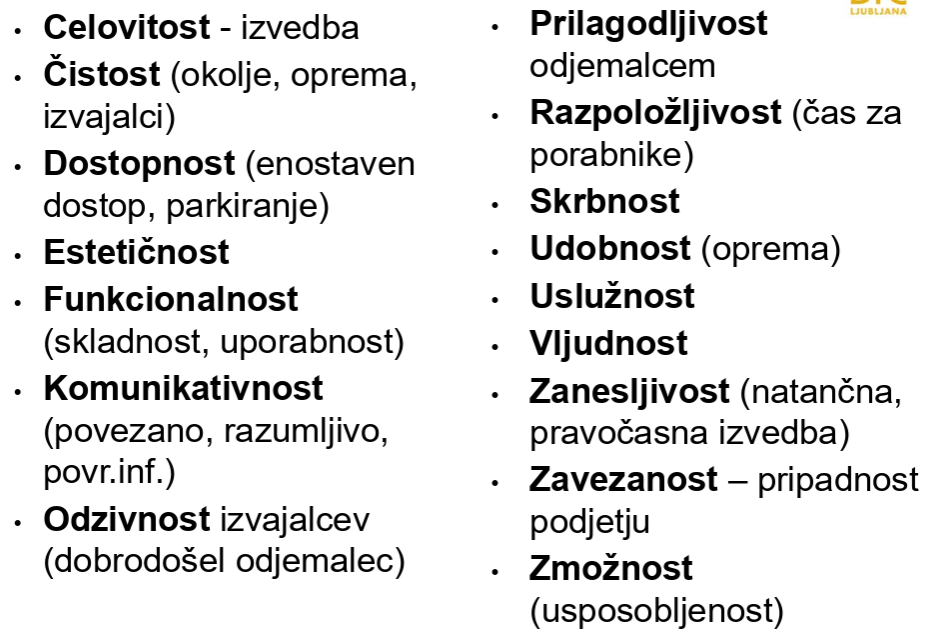 • Celovitost - izvedba
• Čistost (okolje, oprema,
izvajalci)
• Dostopnost (enostaven
dostop, parkiranje)
• Estetičnost
• Funkcionalnost
(skladnost, uporabnost)
• Komunikativnost
(povezano, razumljivo,
povr.inf.)
• Odzivnost izvajalcev
(dobrodošel odjemalec)
LJUBLJANA
• Prilagodljivost
odjemalcem
• Razpoložljivost (čas za
porabnike)
• Skrbnost
• Udobnost (oprema)
• Uslužnost
• Vljudnost
• Zanesljivost (natančna,
pravočasna izvedba)
• Zavezanost – pripadnost
podjetju
• Zmožnost
(usposobljenost)